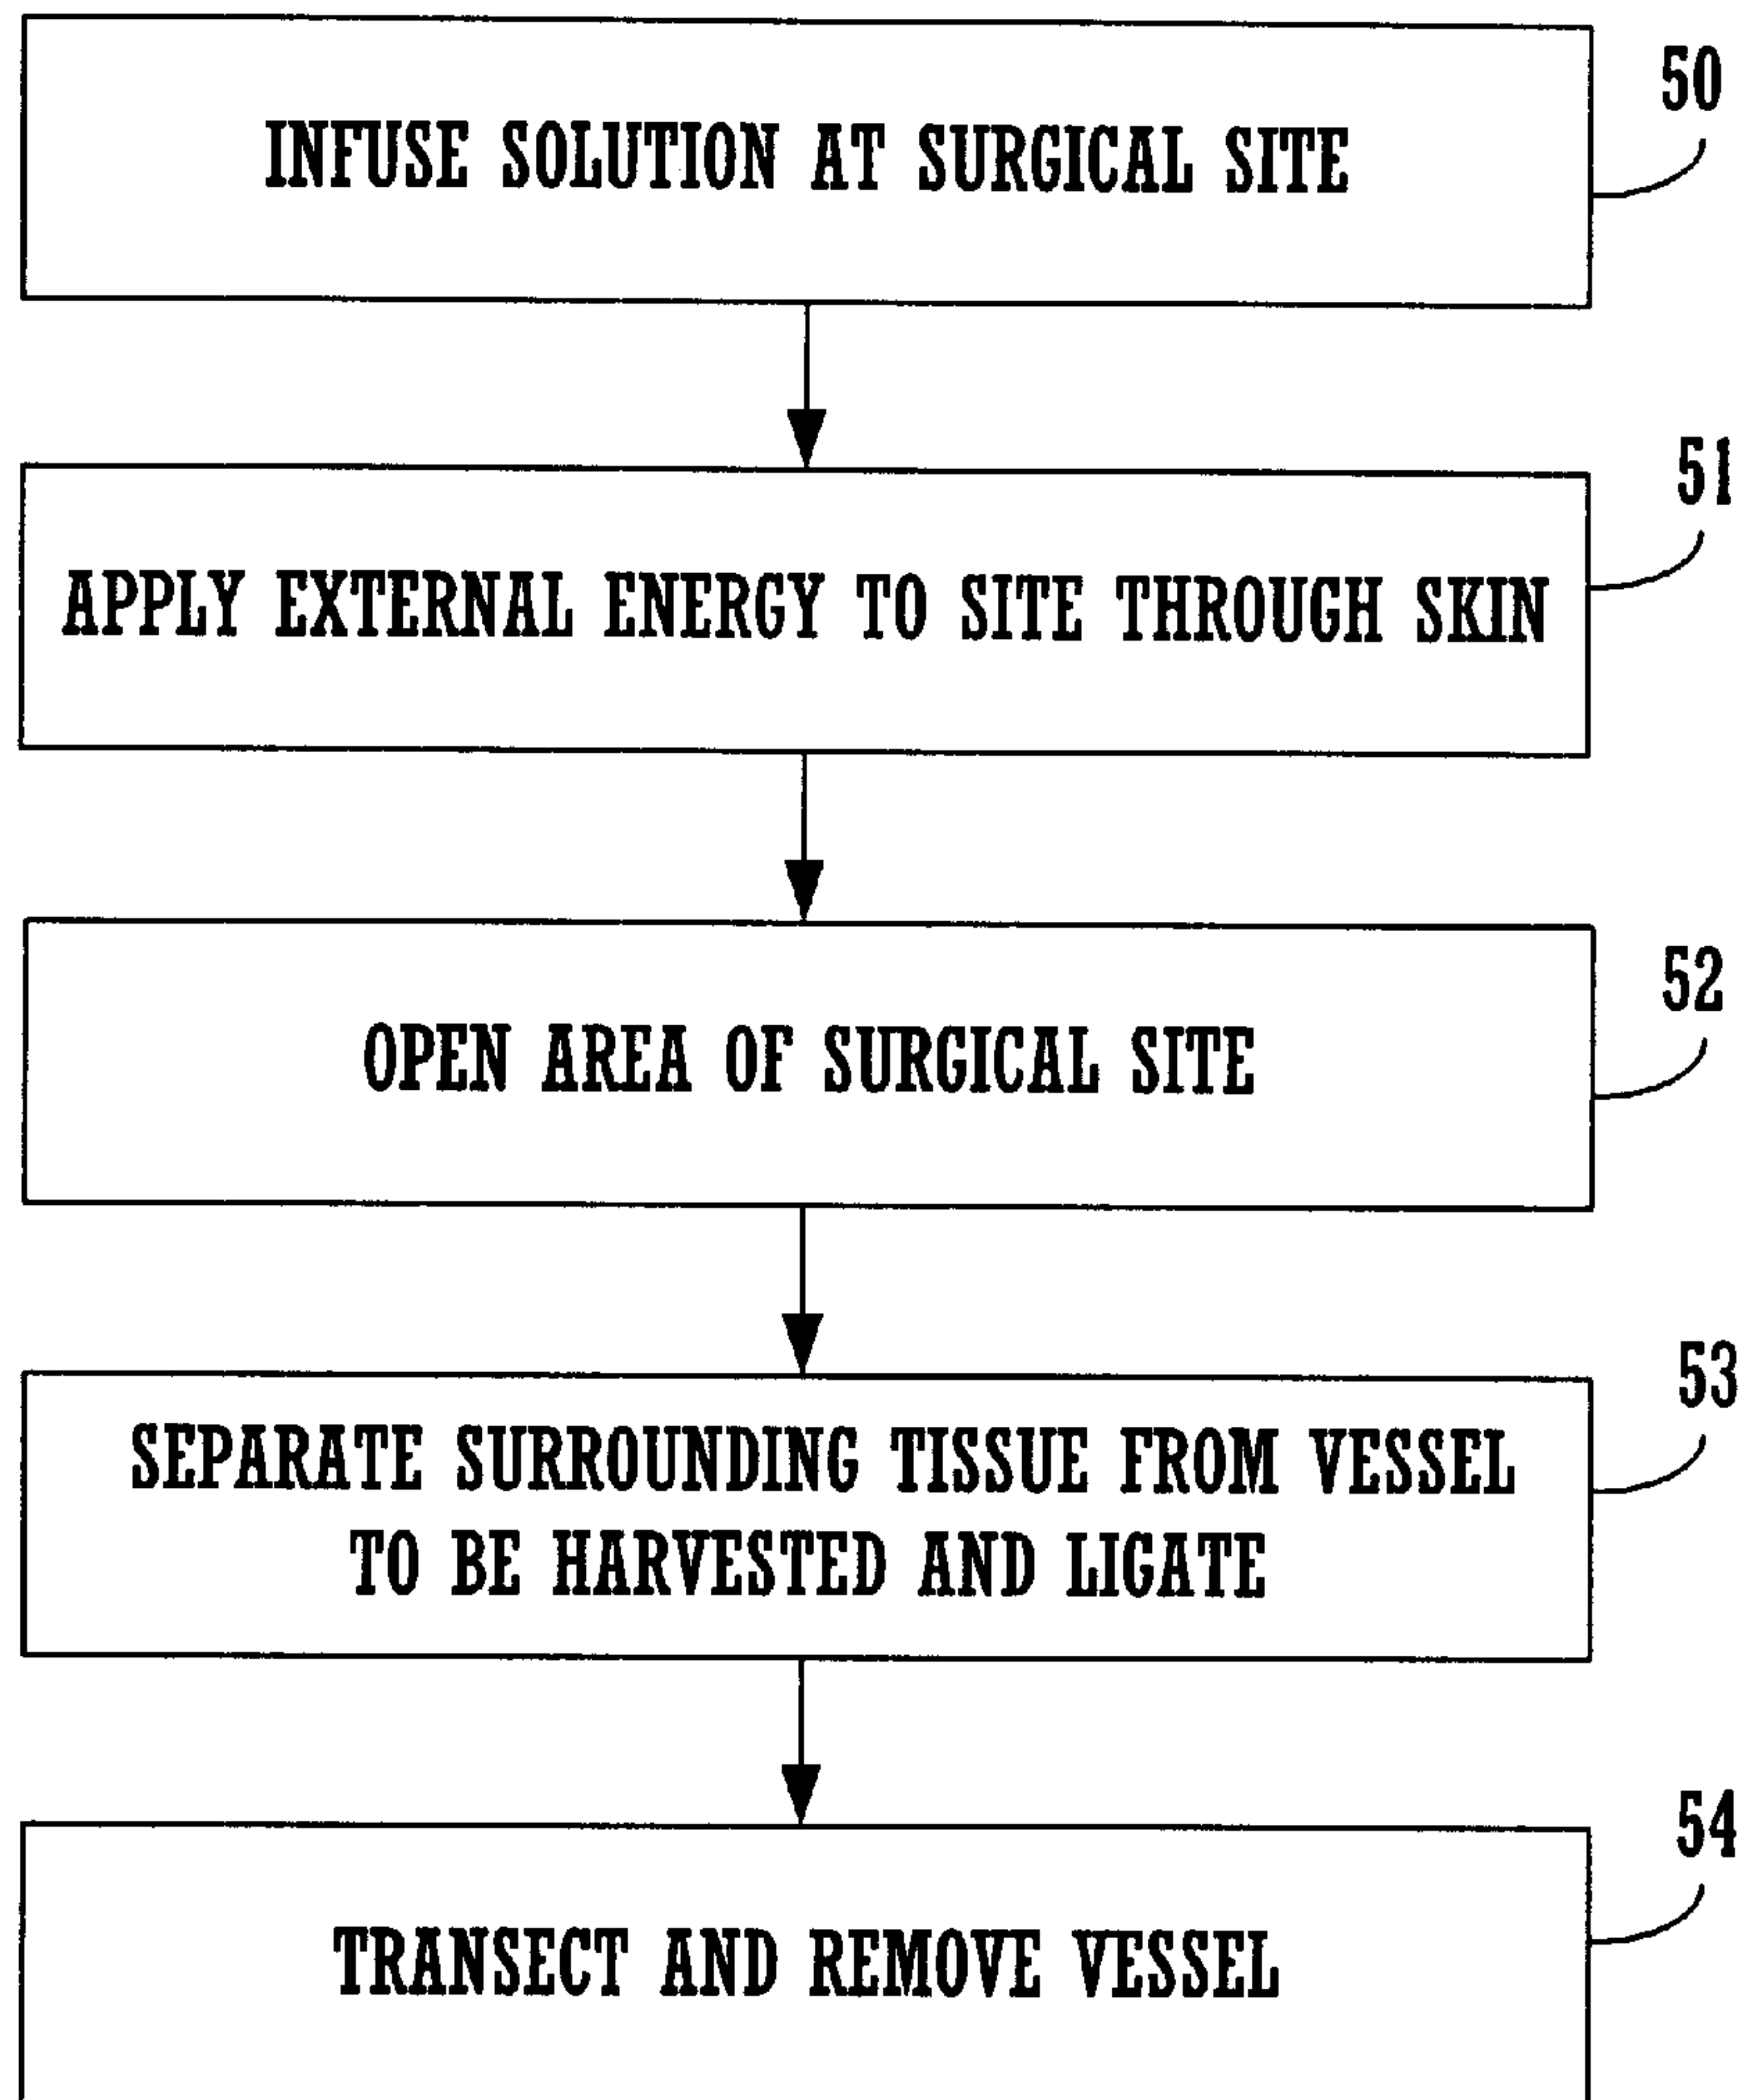 50
INFUSE SOLUTION AT SURGICAL SITE
51
APPLY EXTERNAL ENERGY TO SITE THROUGH SKIN
52
OPEN AREA OF SURGICAL SITE
53
SEPARATE SURROUNDING TISSUE FROM VESSEL
TO BE HARVESTED AND LIGATE
54
TRANSECT AND REMOVE VESSEL